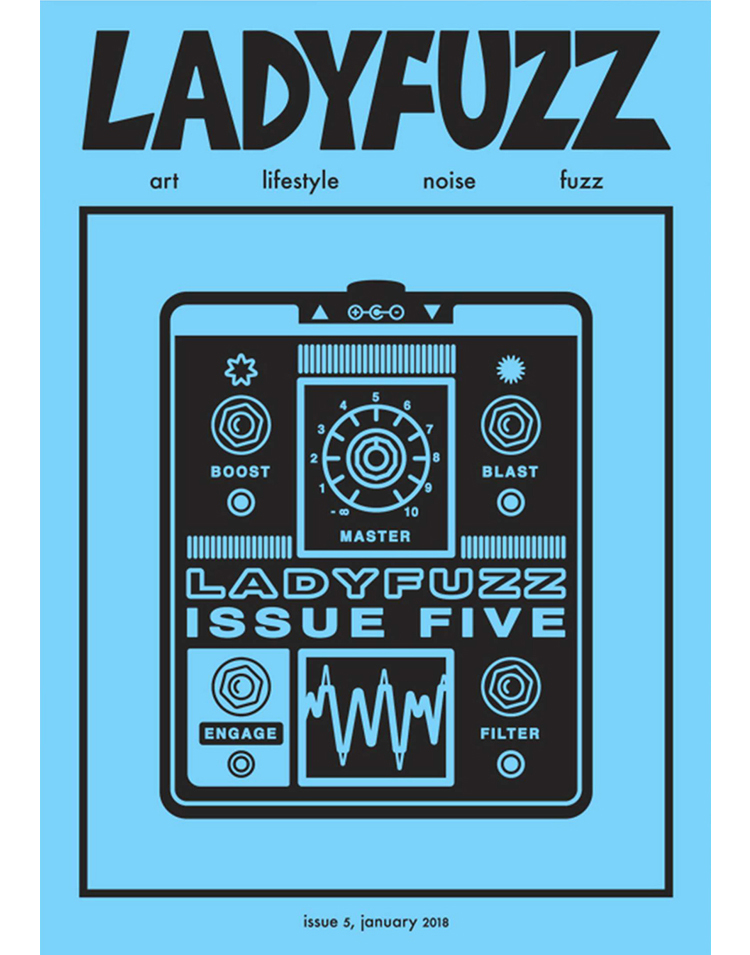 LADYFUZZ
art lifestyle noise fuzz
BOOST
5
4 6
3 7
2 8
1 9
-∞ 10
MASTER
BLAST
LADYFUZZ
ISSUE FIVE
ENGAGE
FILTER
issue 5, january 2018